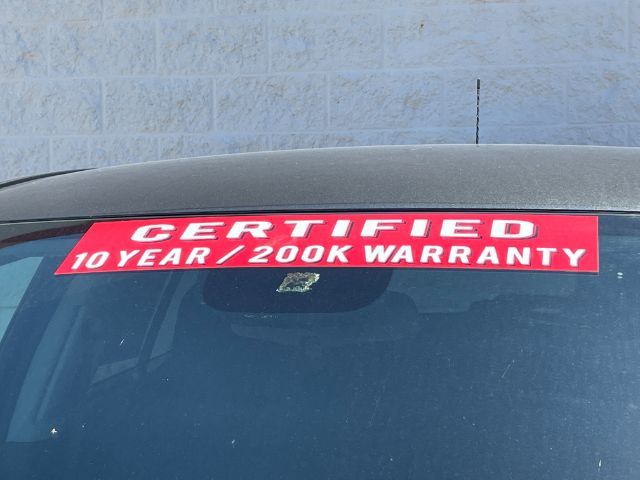 CERTIFIED
10 YEAR / 200K WARRANTY